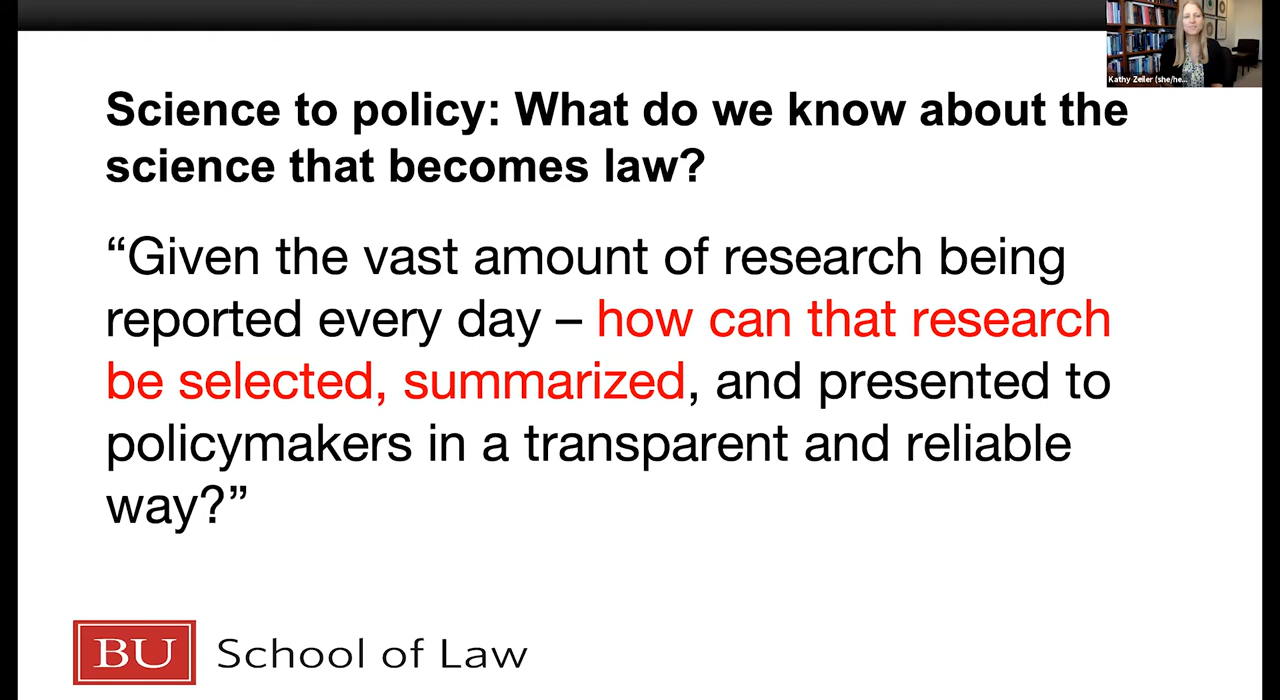 Kathy Zeiler (she/he...
Science to policy: What do we know about the
science that becomes law?
“Given the vast amount of research being
reported every day – how can that research
be selected, summarized, and presented to
policymakers in a transparent and reliable
way?”
BU School of Law